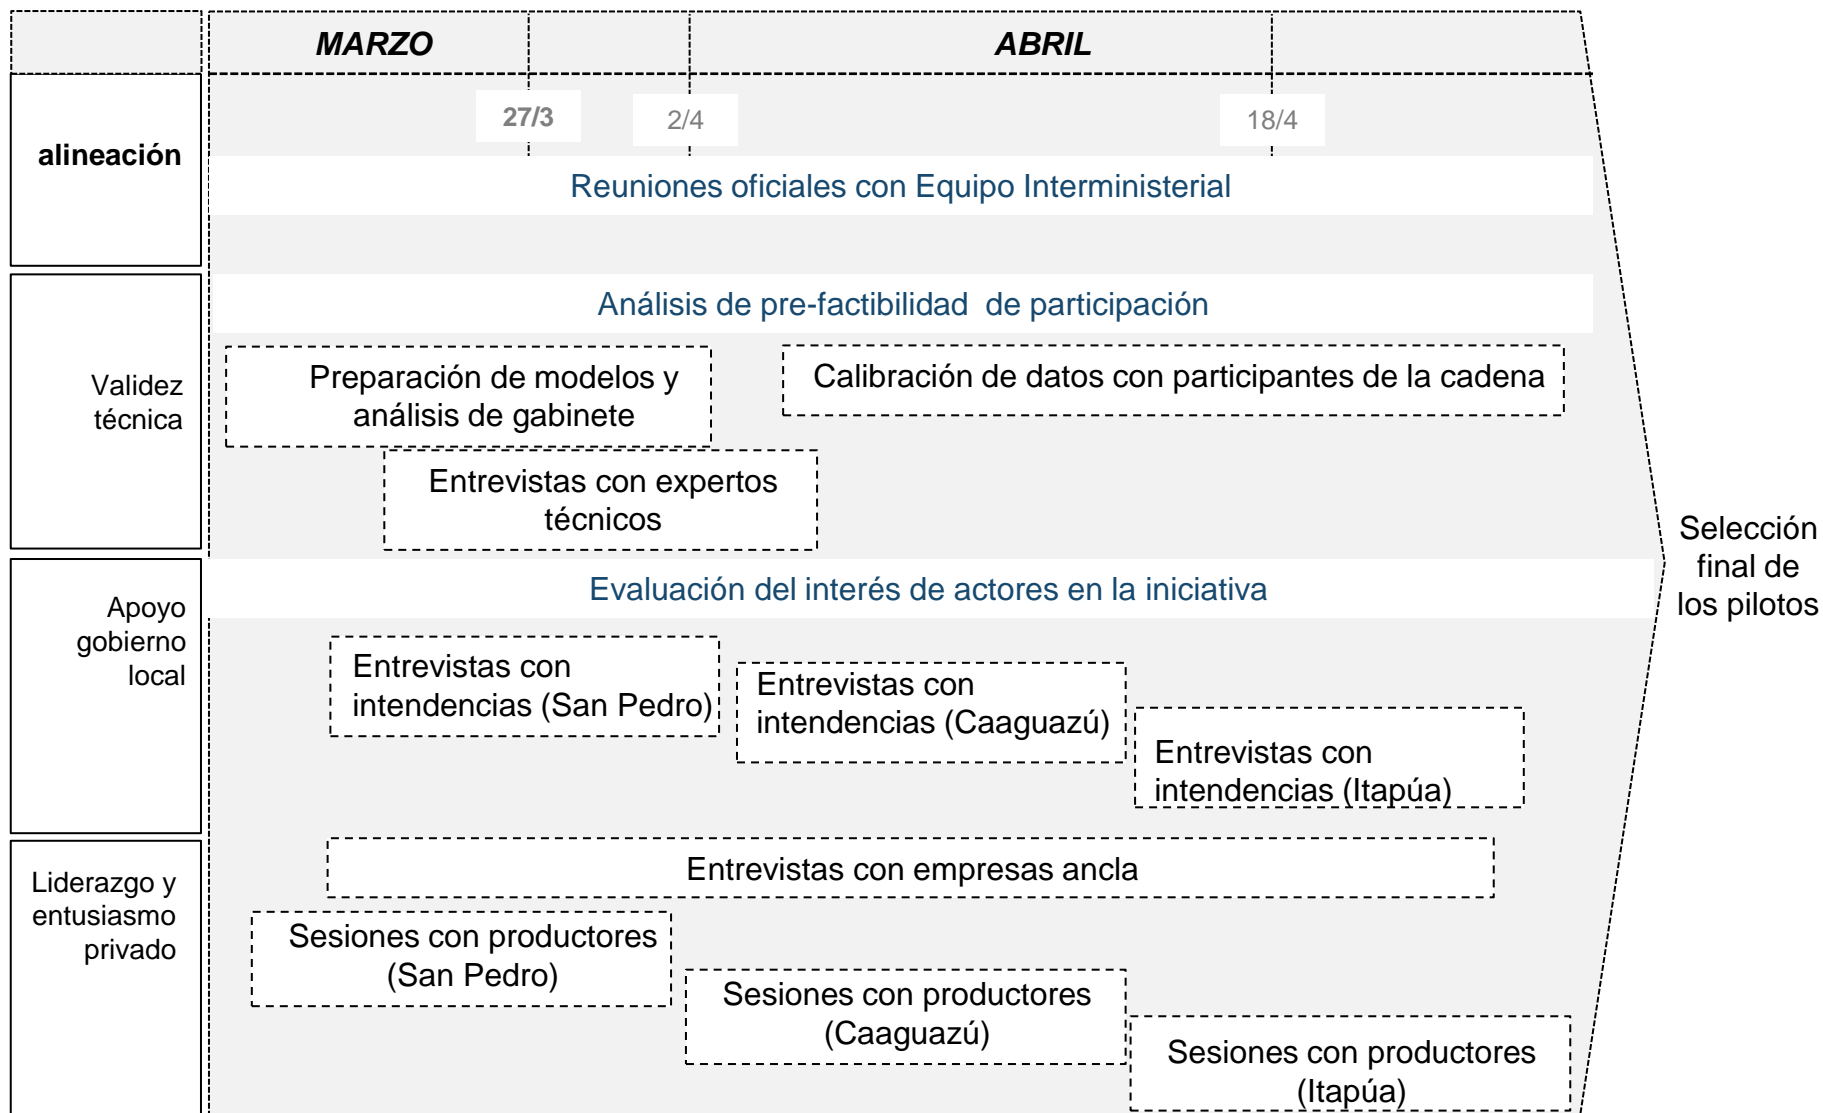 MARZO
ABRIL
27/3
2/4
18/4
alineación
Reuniones oficiales con Equipo Interministerial
Análisis de pre-factibilidad  de participación
Validez
técnica
Preparación de modelos y
análisis de gabinete
Calibración de datos con participantes de la cadena
Entrevistas con expertos
técnicos
Selección
final de
los pilotos
Evaluación del interés de actores en la iniciativa
Apoyo
gobierno
local
Entrevistas con
intendencias (San Pedro)
Entrevistas con
intendencias (Caaguazú)
Entrevistas con
intendencias (Itapúa)
Entrevistas con empresas ancla
Liderazgo y
entusiasmo
privado
Sesiones con productores
(San Pedro)
Sesiones con productores
(Caaguazú)
Sesiones con productores
(Itapúa)